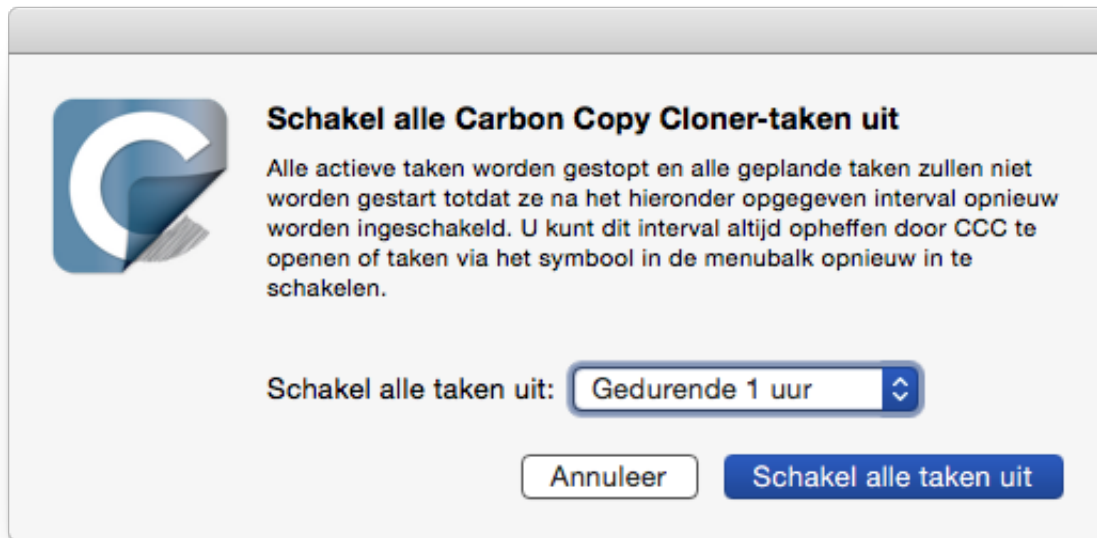 Schakel alle Carbon Copy Cloner-taken uit
Alle actieve taken worden gestopt en alle geplande taken zullen niet
worden gestart totdat ze na het hieronder opgegeven interval opnieuw
worden ingeschakeld. U kunt dit interval altijd opheffen door CCC te
openen of taken via het symbool in de menubalk opnieuw in te
schakelen.
Schakel alle taken uit: Gedurende 1 uur
Annuleer Schakel alle taken uit